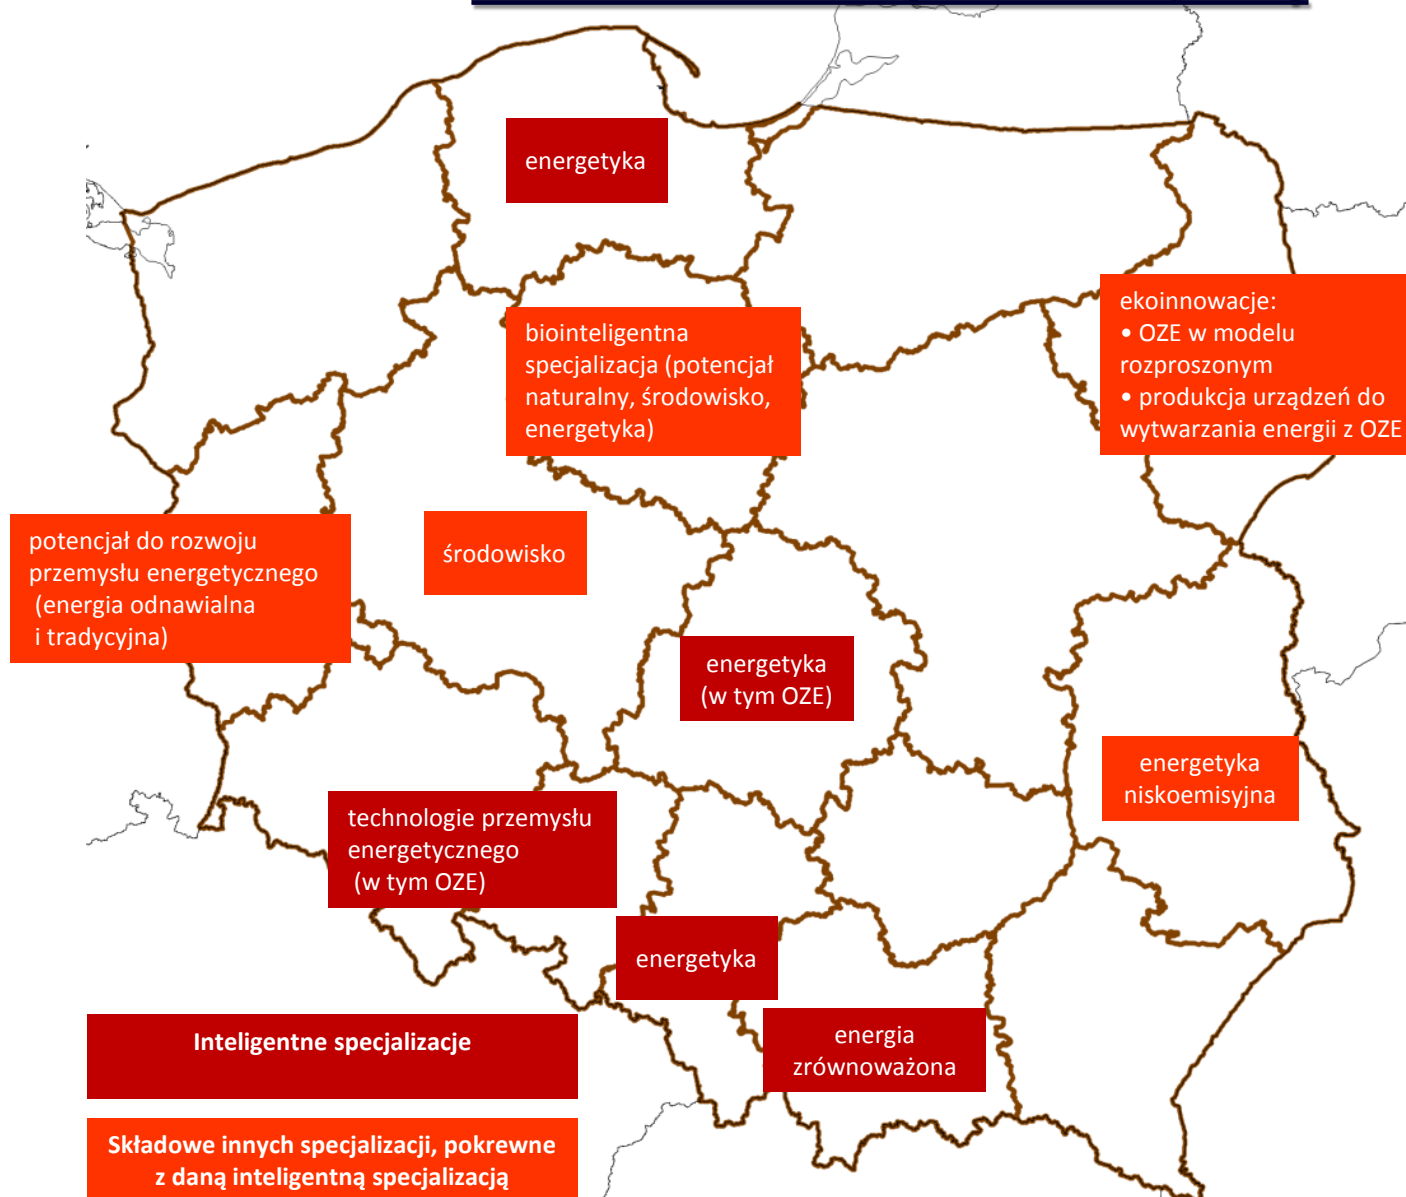 energetyka
biointeligentna
specjalizacja (potencjał
naturalny, środowisko,
energetyka)
ekoinnowacje:
• OZE w modelu
rozproszonym
• produkcja urządzeń do
wytwarzania energii z OZE
potencjał do rozwoju
przemysłu energetycznego
(energia odnawialna
i tradycyjna)
środowisko
energetyka
(w tym OZE)
energetyka
niskoemisyjna
technologie przemysłu
energetycznego
(w tym OZE)
energetyka
energia
zrównoważona
Inteligentne specjalizacje
Składowe innych specjalizacji, pokrewne
z daną inteligentną specjalizacją